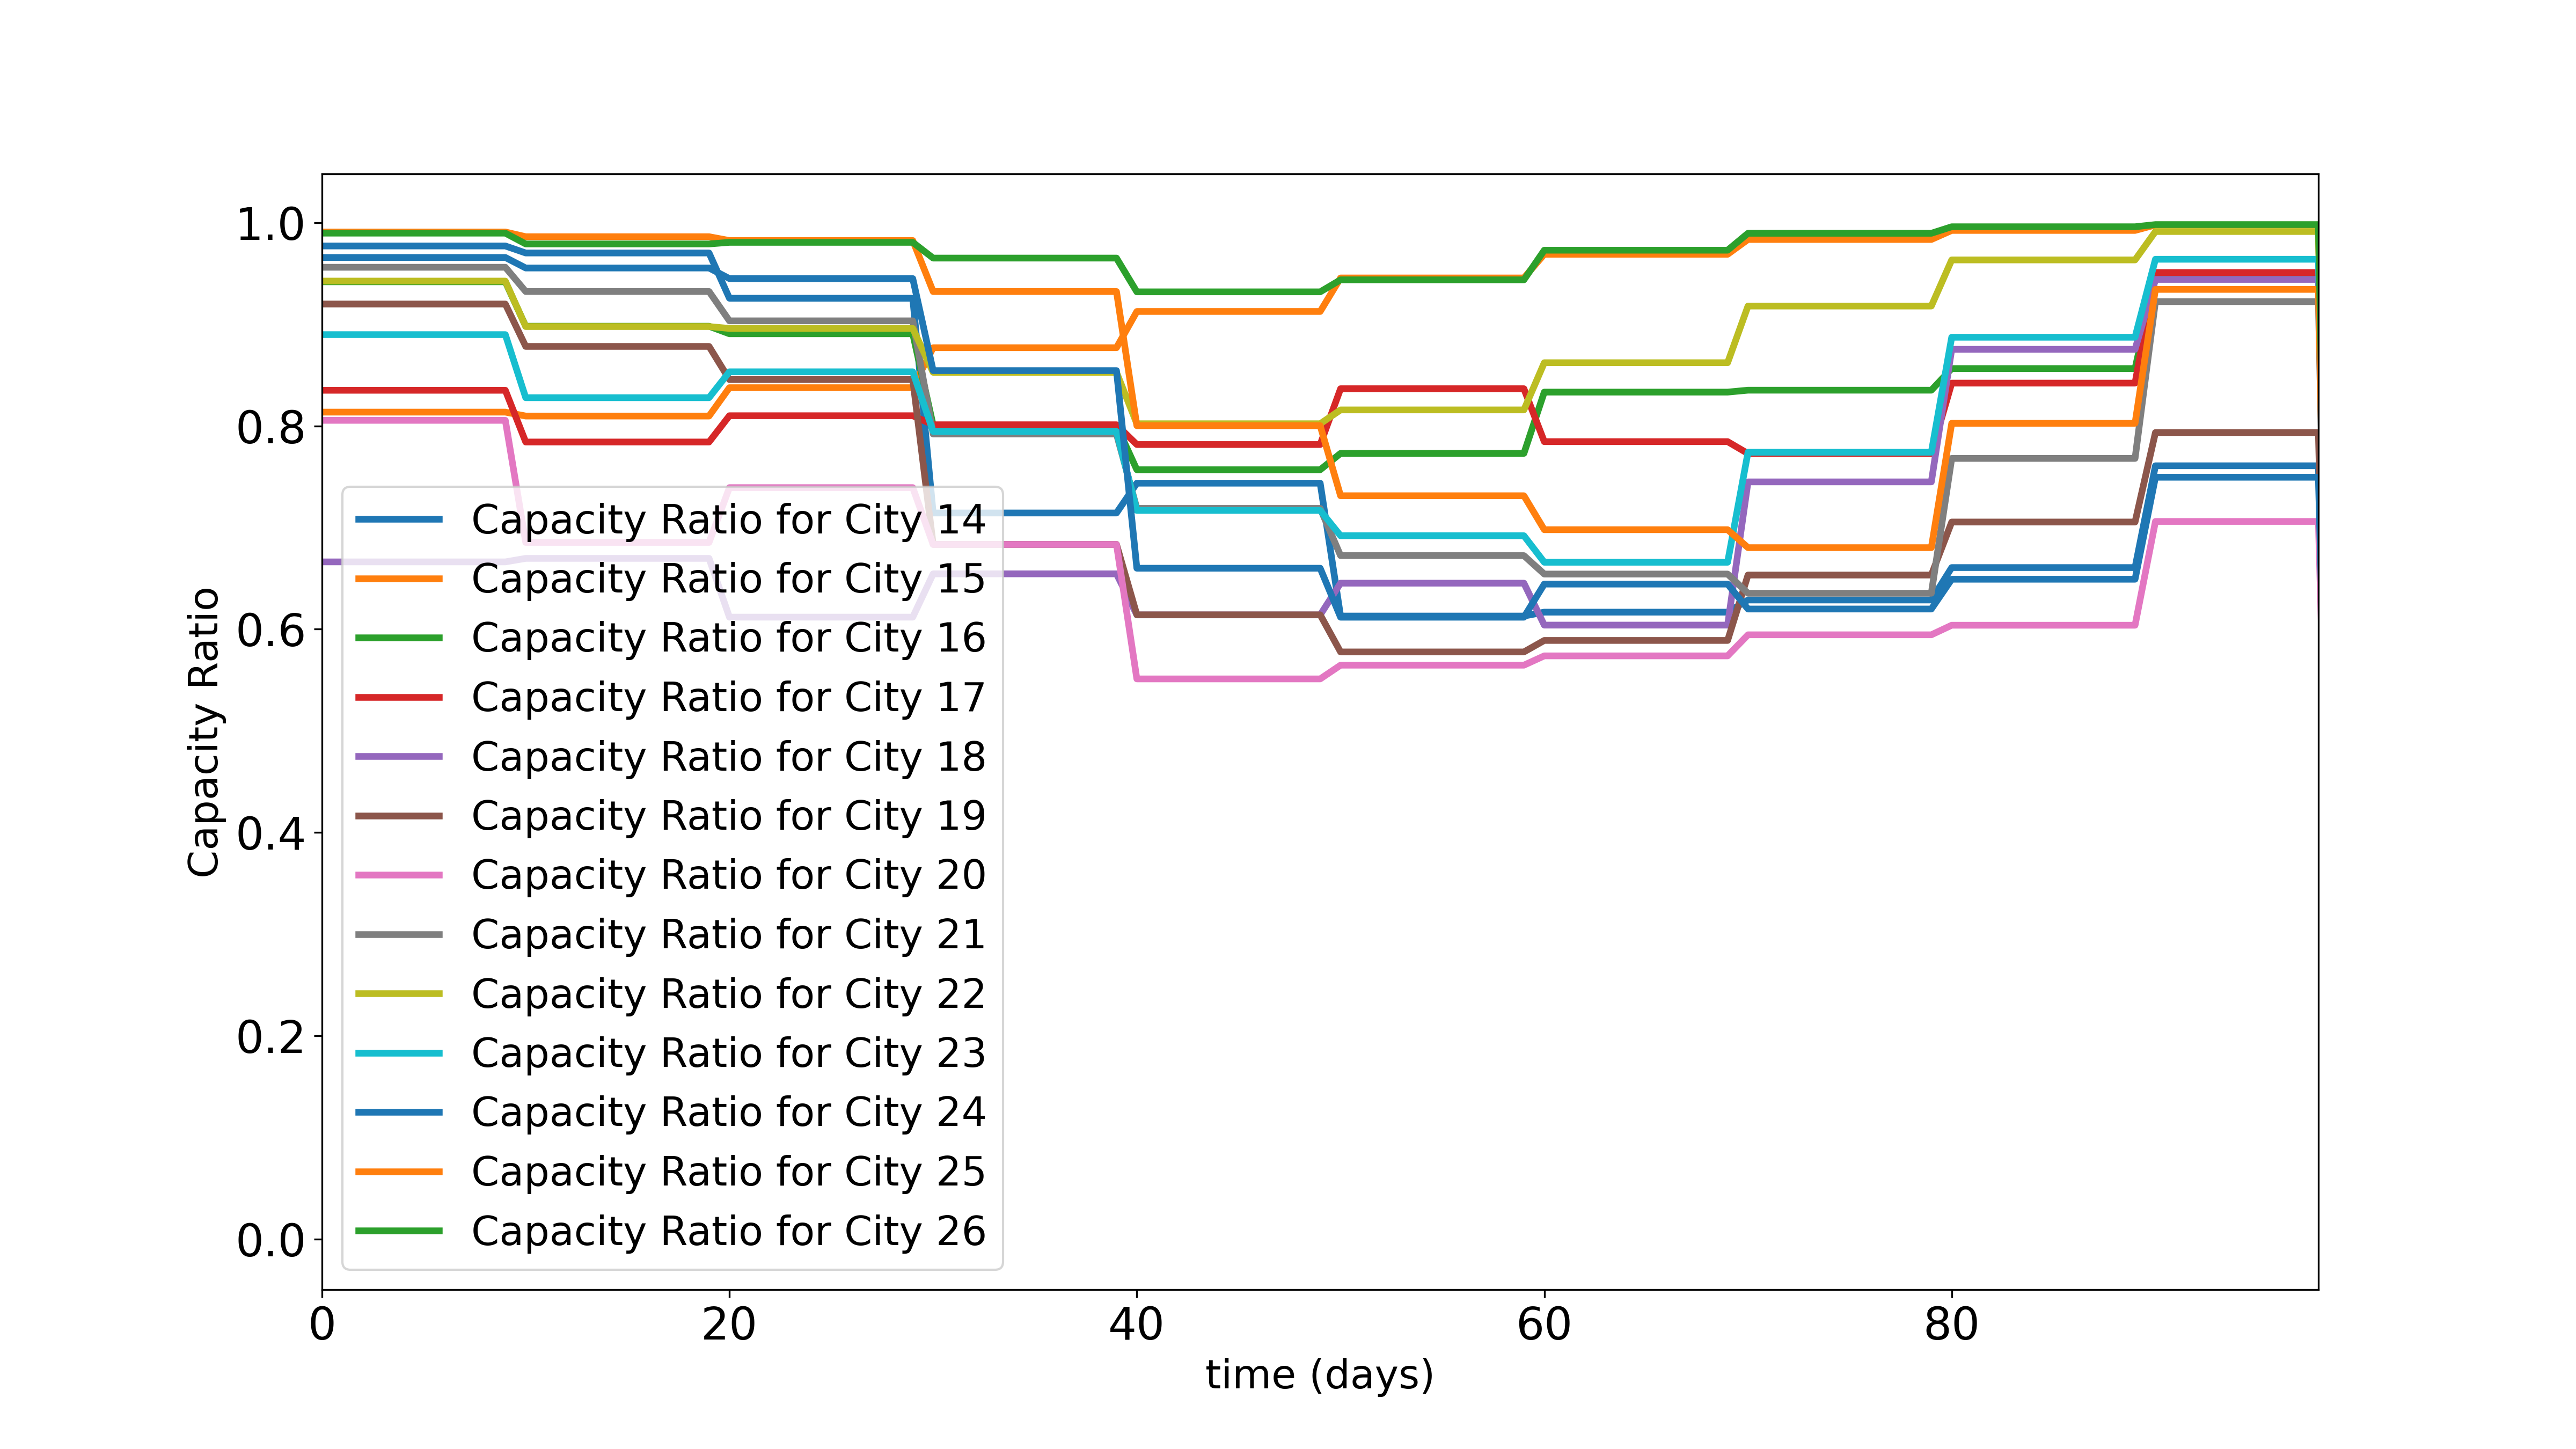 1.0
0.8
0.6
0.4
0.2
0.0
Capacity Ratio
Capacity Ratio for City 14
Capacity Ratio for City 15
Capacity Ratio for City 16
Capacity Ratio for City 17
Capacity Ratio for City 18
Capacity Ratio for City 19
Capacity Ratio for City 20
Capacity Ratio for City 21
Capacity Ratio for City 22
Capacity Ratio for City 23
Capacity Ratio for City 24
Capacity Ratio for City 25
Capacity Ratio for City 26
0 20 40 60 80
time (days)